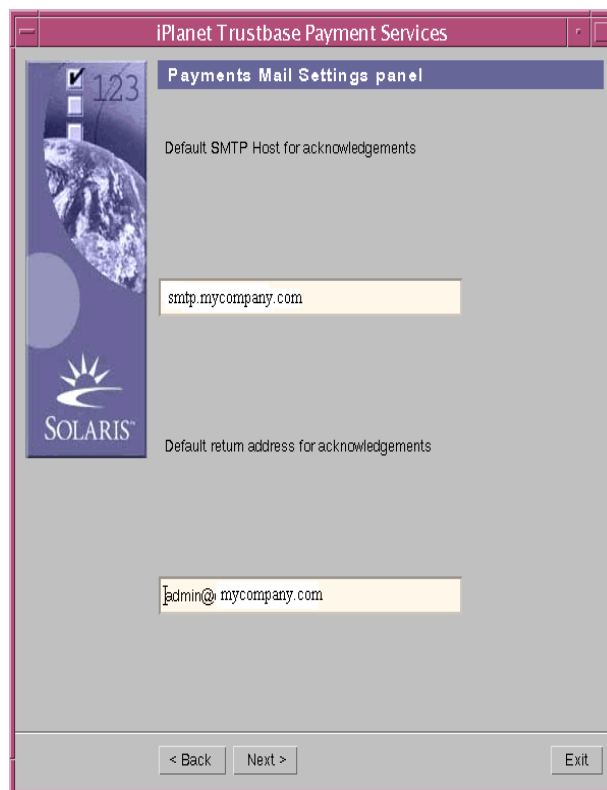 iPlanet Trustbase Payment Services
123
Payments Mail Settings panel
Default SMTP Host for acknowledgements
smtp.mycompany.com
SOLARIS™
Default return address for acknowledgements
admin@ mycompany.com
< Back
Next >
Exit